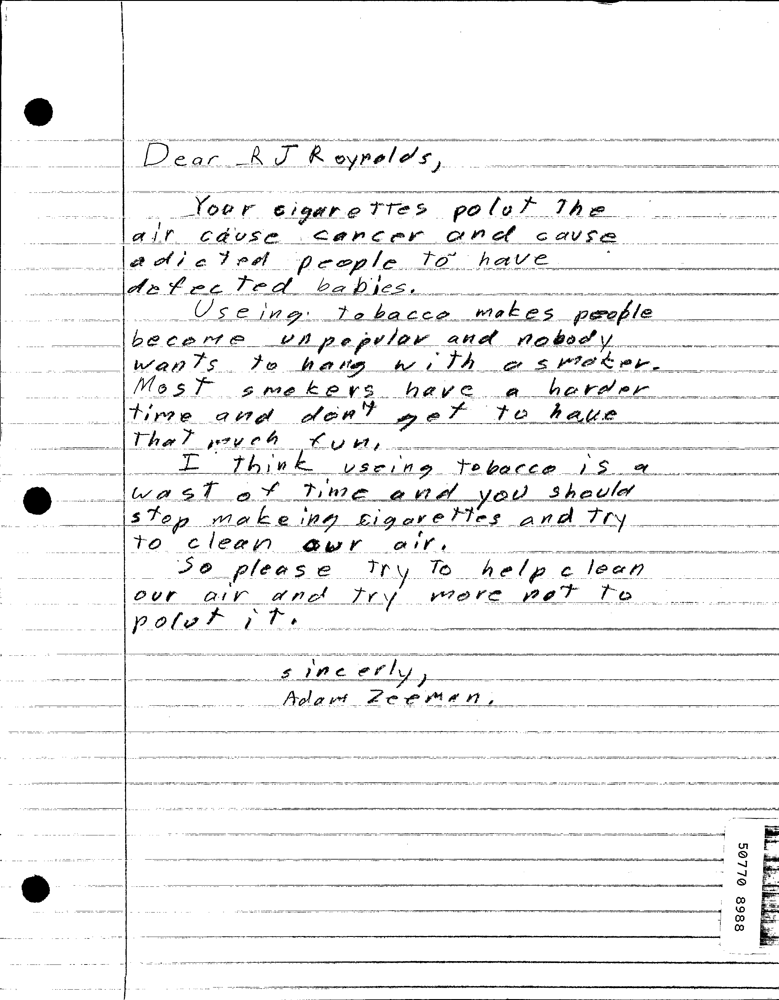 Dear RJ Roynolds,
Your cigarettes polut the
air cause cancer and cause
adicted people to have
defected babies.
Useing tobacco makes people
become unpopular and nobody
wants to hang with a smoker.
Most smokers have a harder
time and don't get to have
that much fun,
I think useing tobacco is a
wast of time and you should
stop makeing cigarettes and try
to clean our air.
So please try to help clean
our air and try more not to
polut it.
sincerly,
Adam Zeeman.
50770 8988